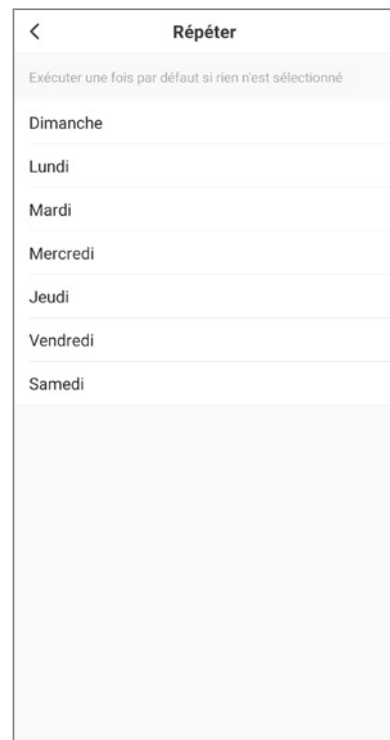 Répéter
Exécuter une fois par défaut si rien n'est sélectionné
Dimanche
Lundi
Mardi
Mercredi
Jeudi
Vendredi
Samedi